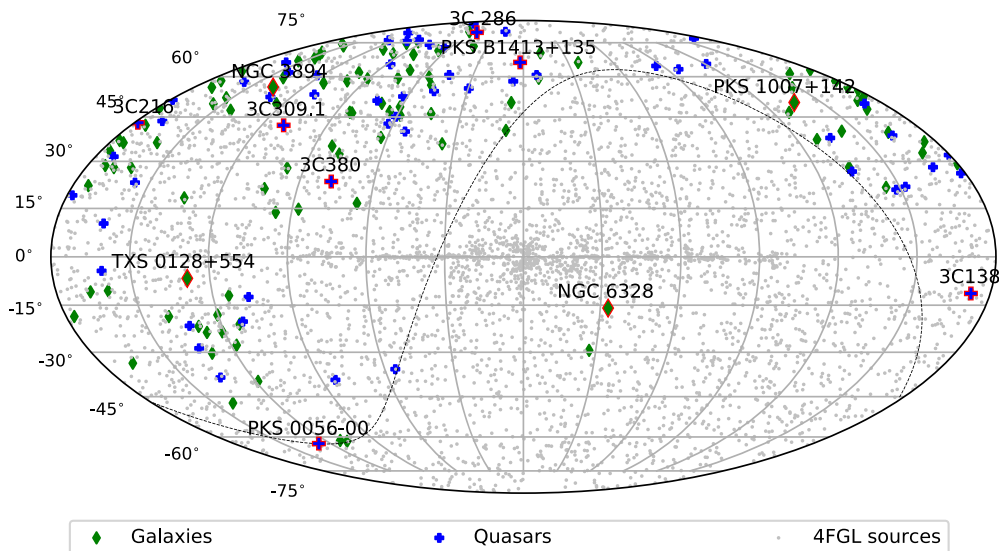 75°
3C 286
60°
PKS B1413+135
NGC 3894
PKS 1007+142
45°
3C216
3C309.1
30°
3C380
15°
0°
TXS 0128+554
3C138
NGC 6328
-15°
-30°
-45°
PKS 0056-00
-60°
-75°
Galaxies Quasars 4FGL sources